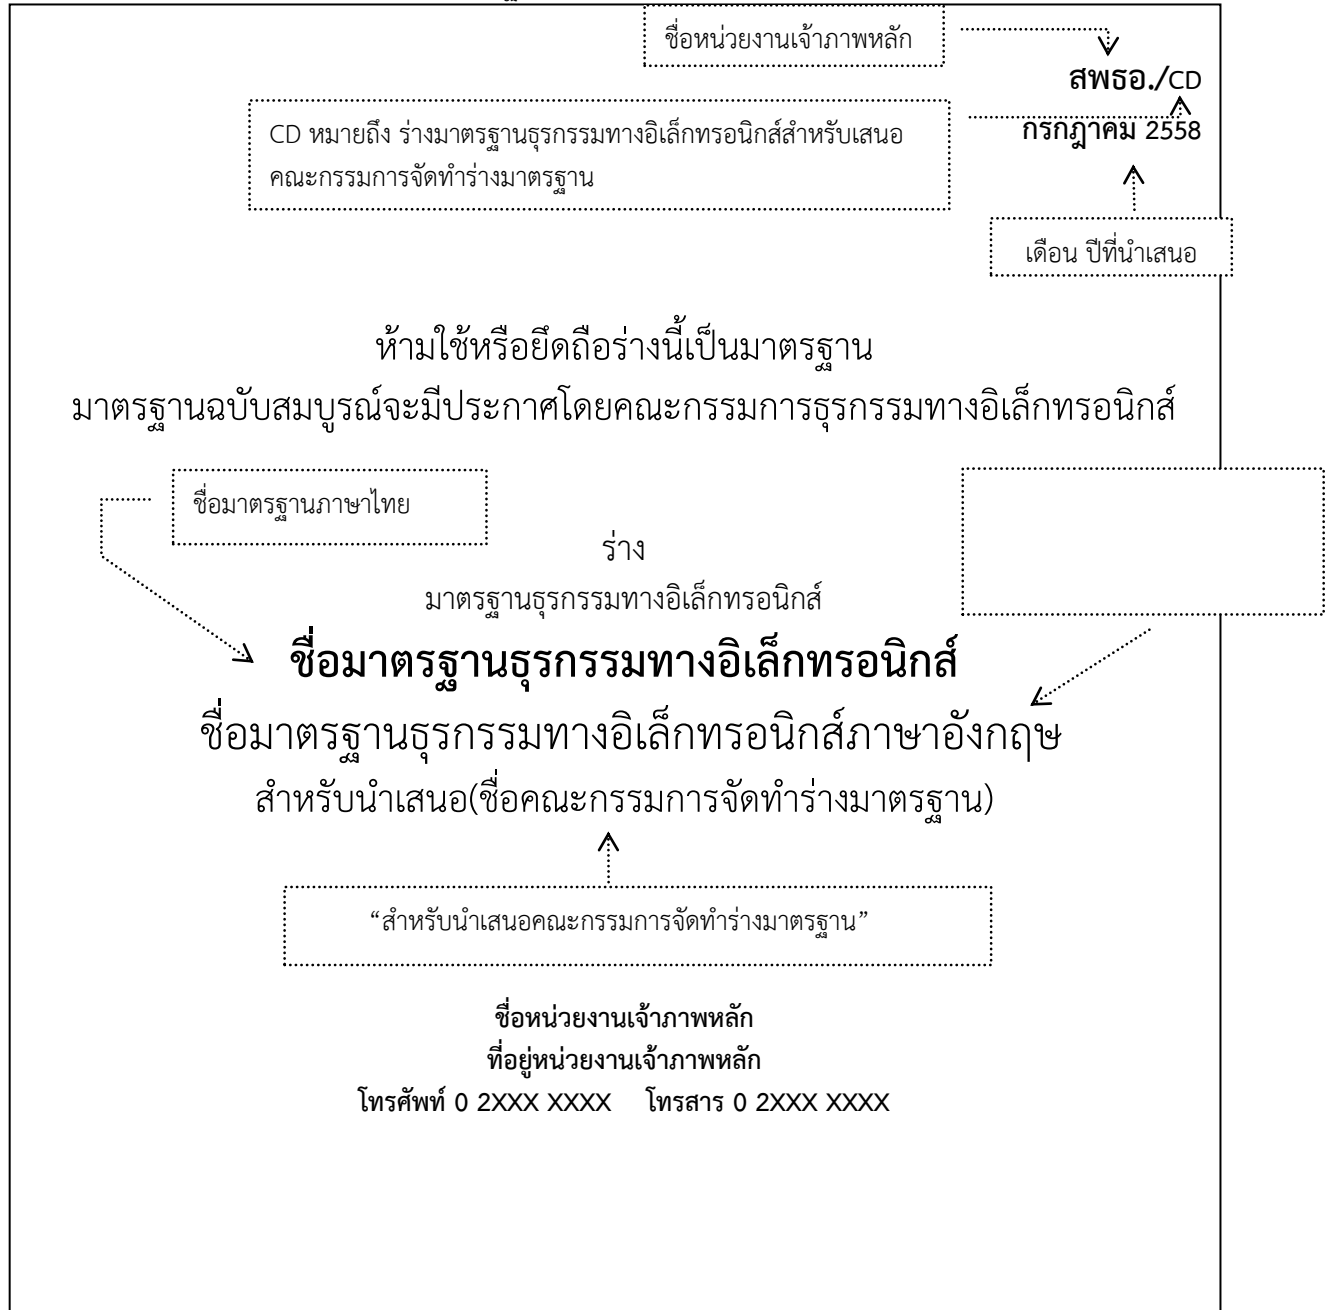 ชื่อหน่วยงานเจ้าภาพหลัก
สพธอ./CD
CD หมายถึง ร่างมาตรฐานธุรกรรมทางอิเล็กทรอนิกส์สำหรับเสนอ
คณะกรรมการจัดทำร่างมาตรฐาน
กรกฎาคม 2558
เดือน ปีที่นำเสนอ
ห้ามใช้หรือยึดถือร่างนี้เป็นมาตรฐาน
มาตรฐานฉบับสมบูรณ์จะมีประกาศโดยคณะกรรมการธุรกรรมทางอิเล็กทรอนิกส์
ชื่อมาตรฐานภาษาไทย
ร่าง
มาตรฐานธุรกรรมทางอิเล็กทรอนิกส์
ชื่อมาตรฐานธุรกรรมทางอิเล็กทรอนิกส์
ชื่อมาตรฐานธุรกรรมทางอิเล็กทรอนิกส์ภาษาอังกฤษ
สำหรับนำเสนอ(ชื่อคณะกรรมการจัดทำร่างมาตรฐาน)
“สำหรับนำเสนอคณะกรรมการจัดทำร่างมาตรฐาน”
ชื่อหน่วยงานเจ้าภาพหลัก
ที่อยู่หน่วยงานเจ้าภาพหลัก
โทรศัพท์ 0 2XXX XXXX โทรสาร 0 2XXX XXXX